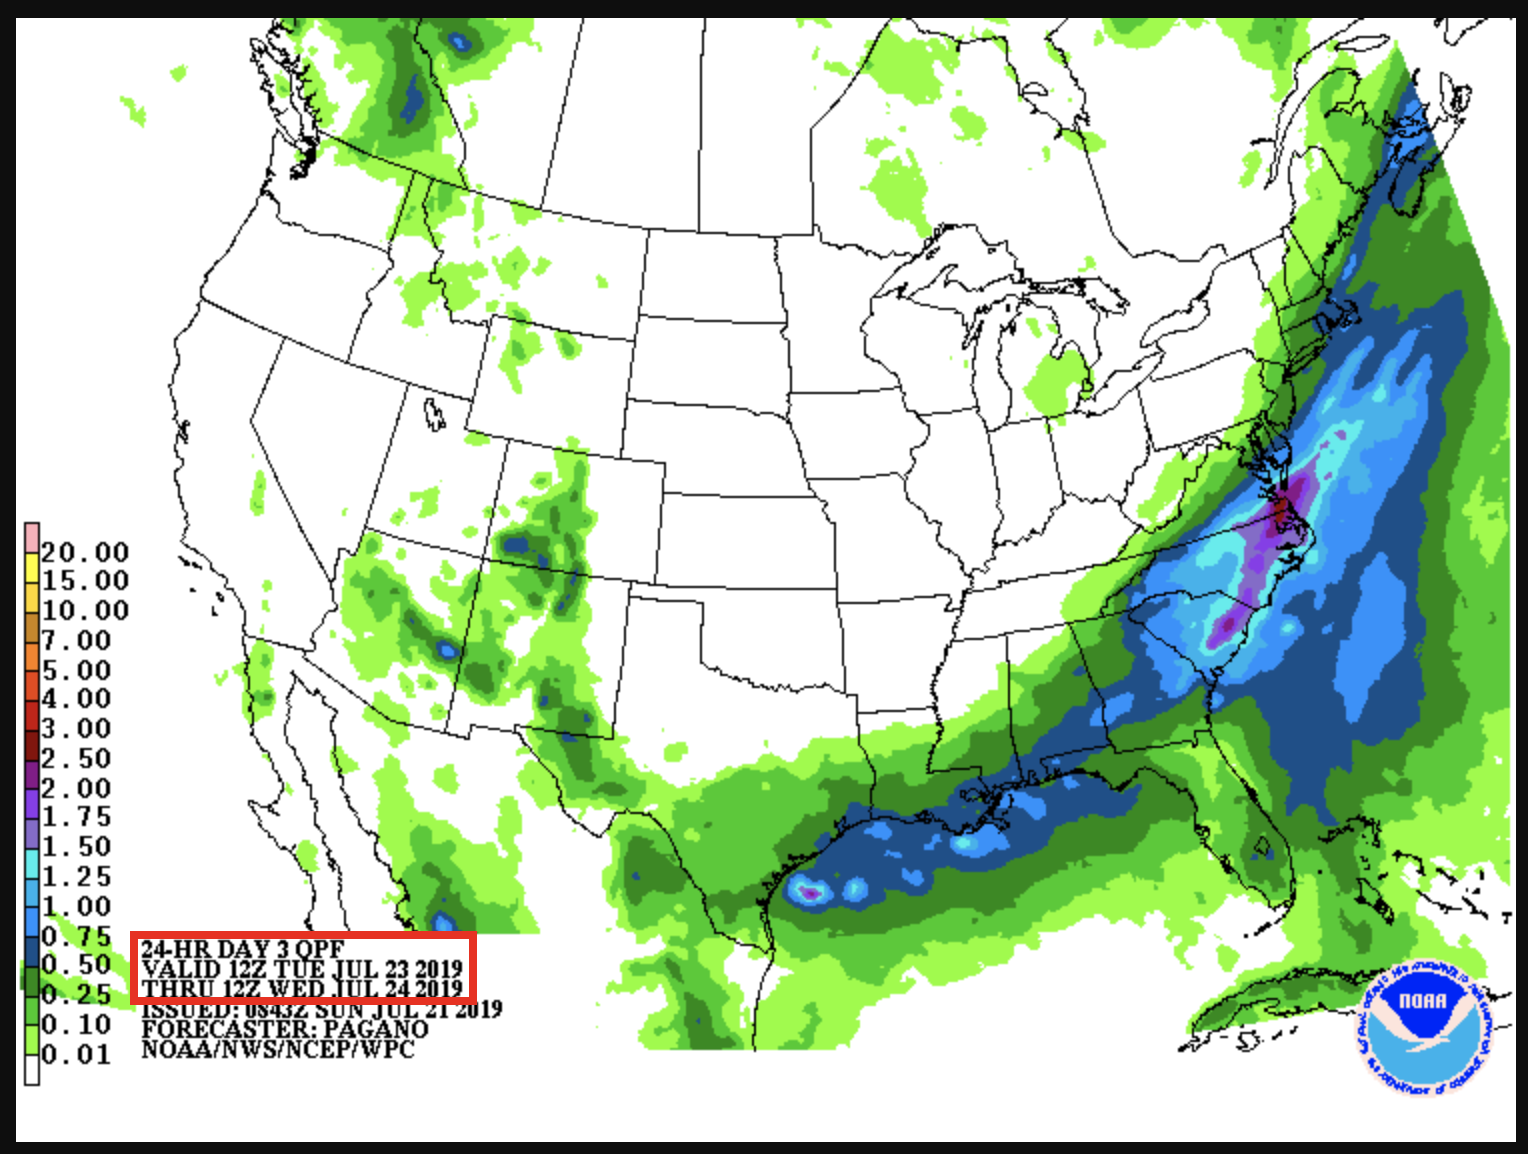 20.00
15.00
10.00
7.00
5.00
4.00
3.00
2.50
2.00
1.75
1.50
1.25
1.00
0.75
0.50
0.25
0.10
0.01
24-HR DAY 3 QPF
VALID 12Z TUE JUL 23 2019
THRU 12Z WED JUL 24 2019
ISSUED: 0843Z SUN JUL 21 2019
FORECASTER: PAGANO
NOAA/NWS/NCEP/WPC
NOAA